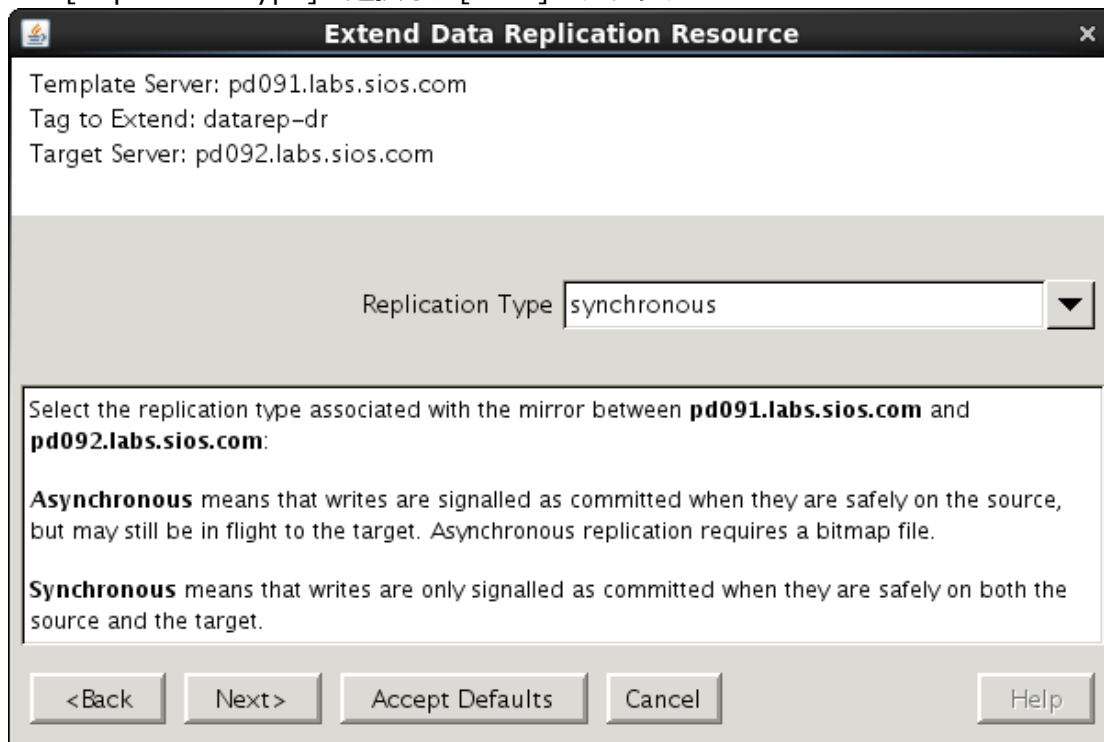 Extend Data Replication Resource
Template Server: pd091.labs.sios.com
Tag to Extend: datarep-dr
Target Server: pd092.labs.sios.com
Replication Type synchronous
Select the replication type associated with the mirror between pd091.labs.sios.com and
pd092.labs.sios.com:
Asynchronous means that writes are signalled as committed when they are safely on the source,
but may still be in flight to the target. Asynchronous replication requires a bitmap file.
Synchronous means that writes are only signalled as committed when they are safely on both the
source and the target.
<Back Next> Accept Defaults Cancel Help